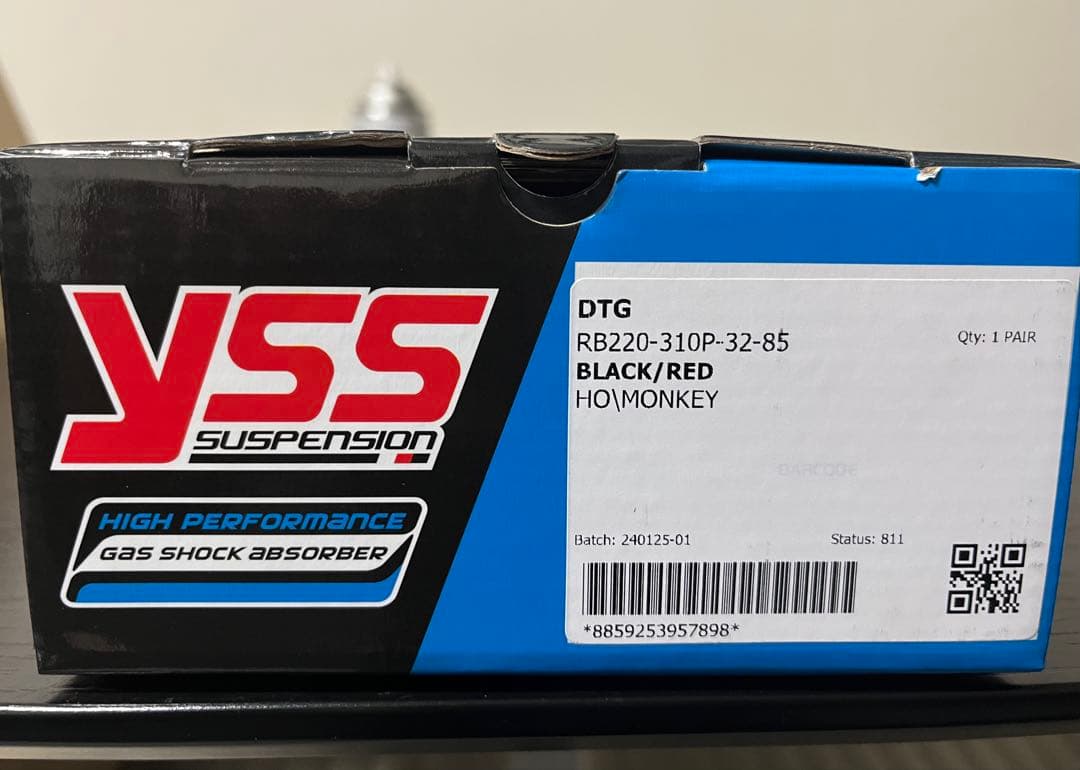 YSS
SUSPENSION
HIGH PERFORMANCE
GAS SHOCK ABSORBER
DTG
RB220-310P-32-85
Qty: 1 PAIR
BLACK/RED
HO\MONKEY
BARCODE
Batch: 240125-01
Status: 811
*8859253957898*